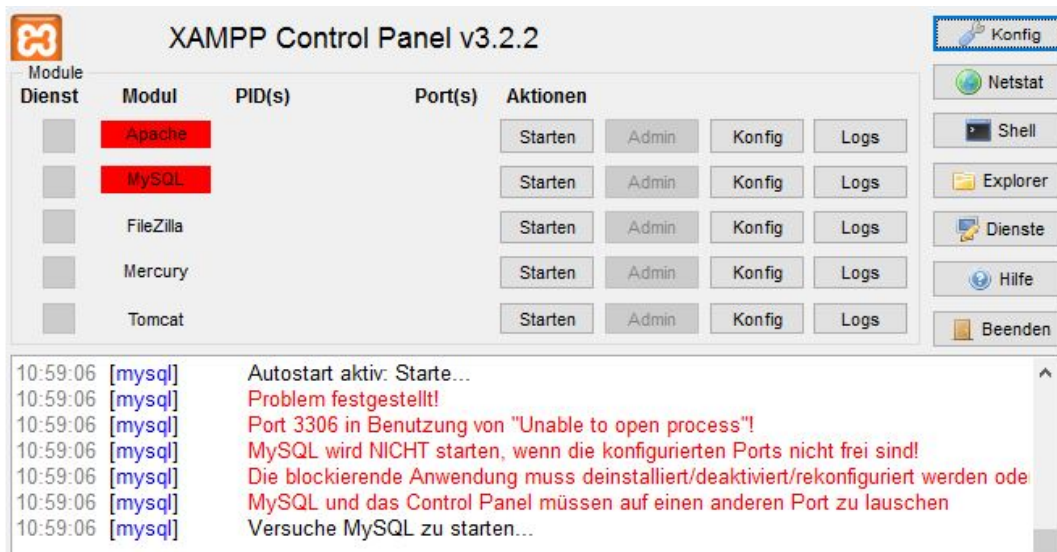 XAMPP Control Panel v3.2.2
Konfig
Module
Dienst Modul PID(s) Port(s) Aktionen
Netstat
Apache Starten Admin Konfig Logs
Shell
MySQL Starten Admin Konfig Logs
Explorer
FileZilla Starten Admin Konfig Logs
Dienste
Mercury Starten Admin Konfig Logs
Hilfe
Tomcat Starten Admin Konfig Logs
Beenden
10:59:06 [mysql] Autostart aktiv: Starte...
10:59:06 [mysql] Problem festgestellt!
10:59:06 [mysql] Port 3306 in Benutzung von "Unable to open process"!
10:59:06 [mysql] MySQL wird NICHT starten, wenn die konfigurierten Ports nicht frei sind!
10:59:06 [mysql] Die blockierende Anwendung muss deinstalliert/deaktiviert/rekonfiguriert werden ode
10:59:06 [mysql] MySQL und das Control Panel müssen auf einen anderen Port zu lauschen
10:59:06 [mysql] Versuche MySQL zu starten...